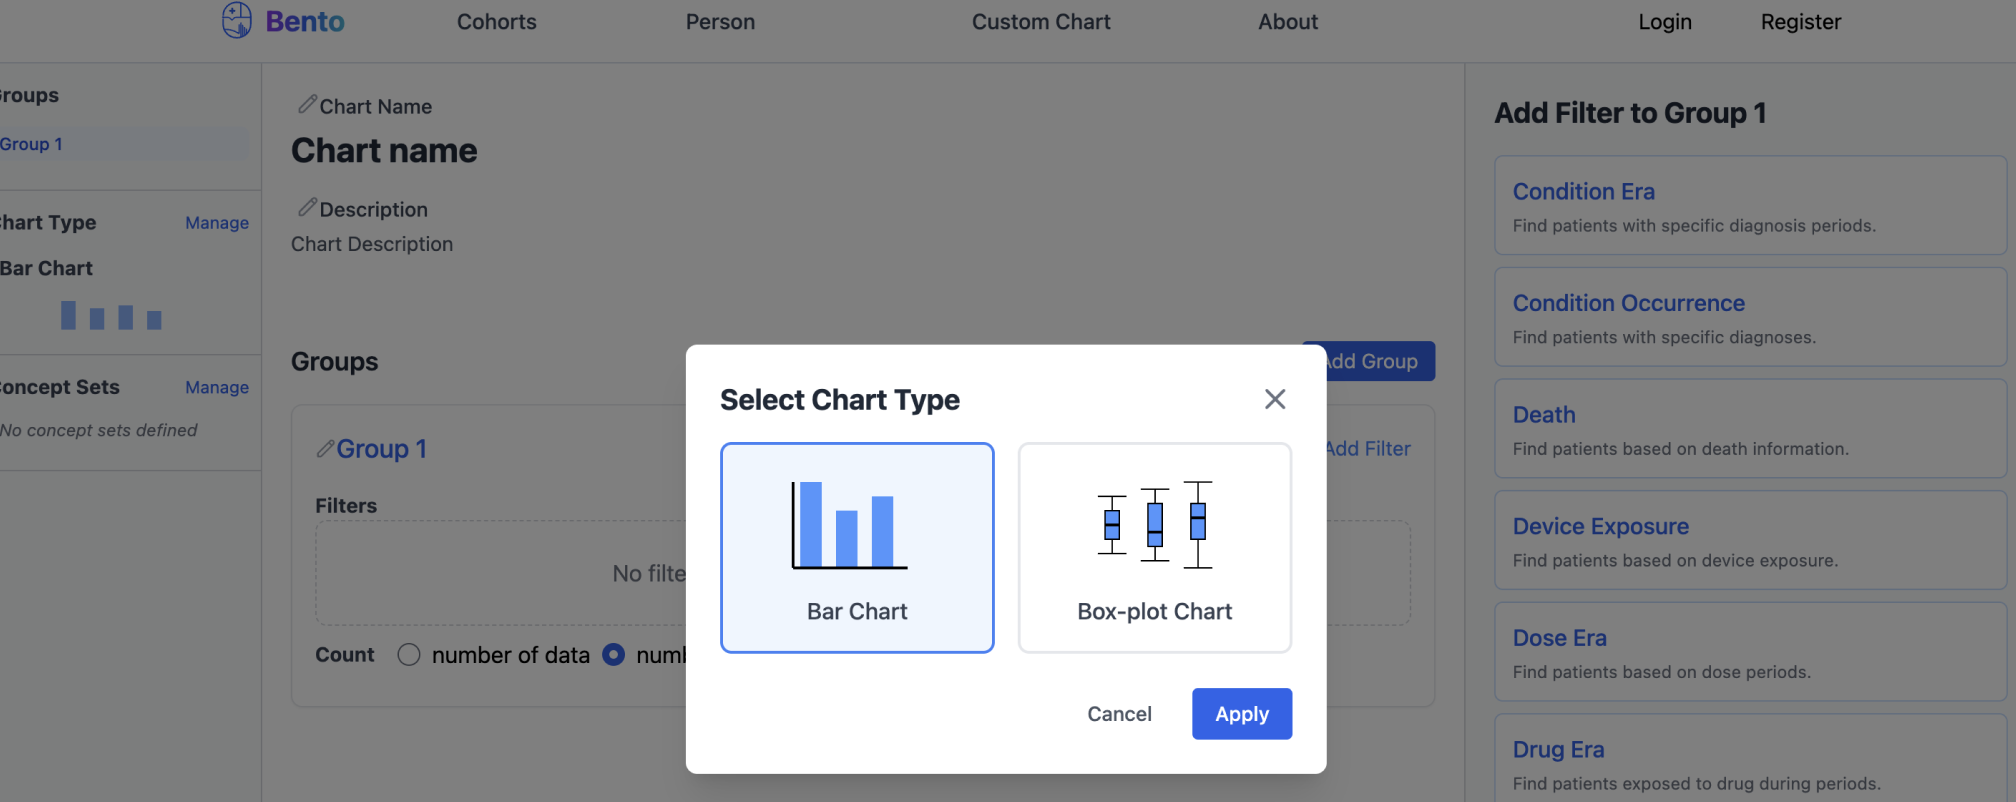 Bento
Cohorts
Person
Custom Chart
About
Login
Register
roups
Group 1
hart Type
Manage
Bar Chart
oncept Sets
Manage
No concept sets defined
Chart Name
Chart name
Description
Chart Description
Groups
Add Group
Group 1
Add Filter
Filters
No filte
Count
number of data
numb
Select Chart Type
Bar Chart
Box-plot Chart
Cancel
Apply
Add Filter to Group 1
Condition Era
Find patients with specific diagnosis periods.
Condition Occurrence
Find patients with specific diagnoses.
Death
Find patients based on death information.
Device Exposure
Find patients based on device exposure.
Dose Era
Find patients based on dose periods.
Drug Era
Find patients exposed to drug during periods.